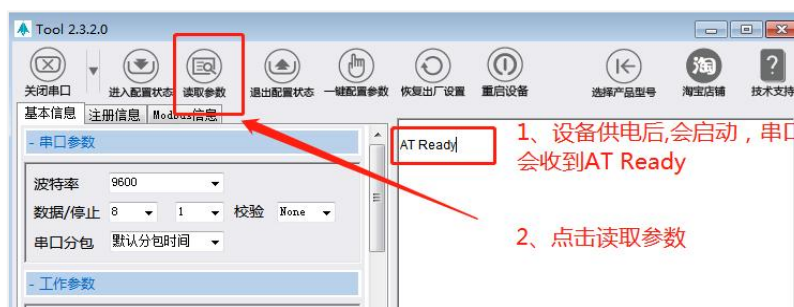 Tool 2.3.2.0
关闭串口 进入配置状态 读取参数 退出配置状态 一键配置参数 恢复出厂设置 重启设备 选择产品型号 淘 淘宝店铺 ? 技术支持
基本信息 注册信息 Modbus信息
- 串口参数
AT Ready
1、设备供电后,会启动，串口
会收到AT Ready
波特率 9600
数据/停止 8 1 校验 None
串口分包 默认分包时间
2、点击读取参数
- 工作参数